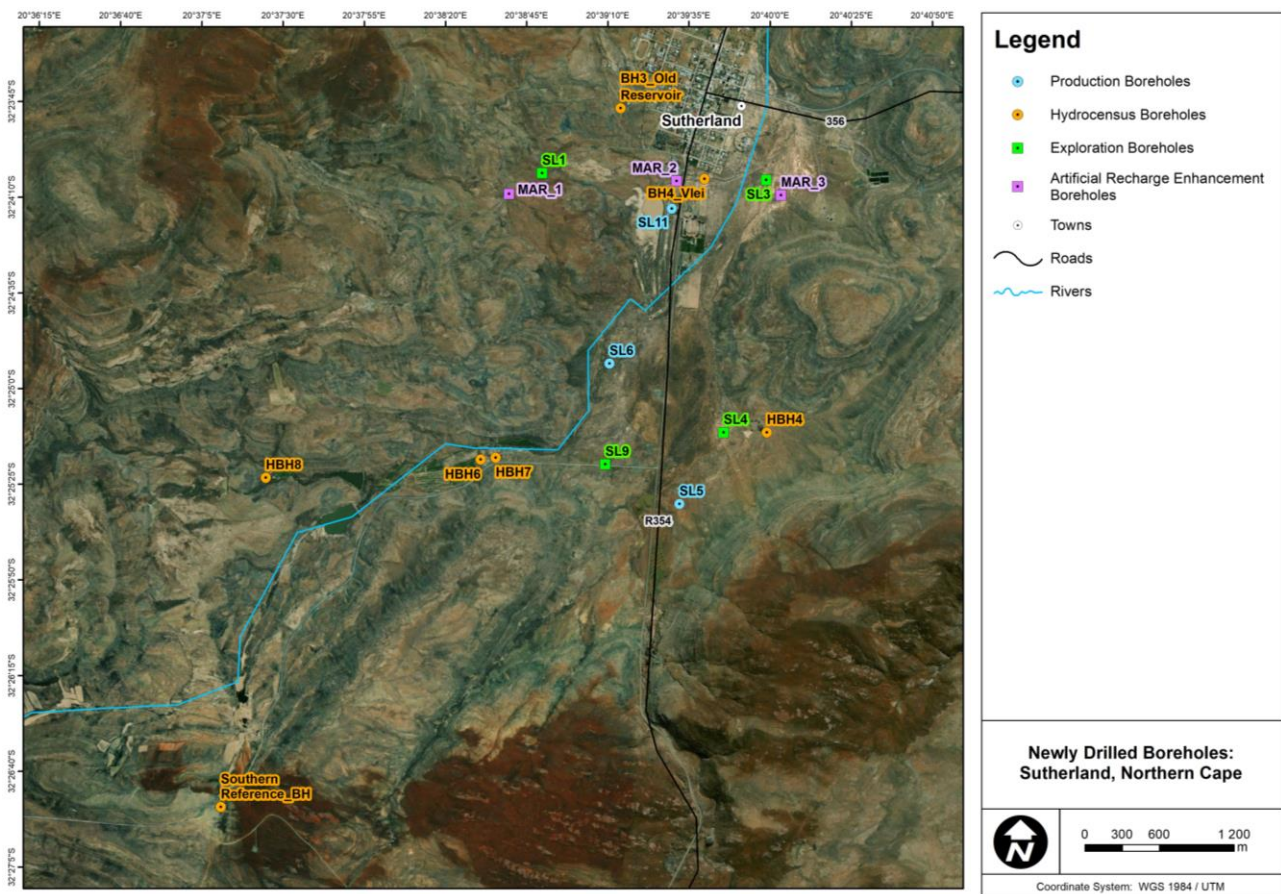 20°36'15"E
20°36'40"E
20°37'5"E
20°37'30"E
20°37'55"E
20°38'20"E
20°38'45"E
20°39'10"E
20°39'35"E
20°40'0"E
20°40'25"E
20°40'50"E
32°23'45"S
32°24'10"S
32°24'35"S
32°25'0"S
32°25'25"S
32°25'50"S
32°26'15"S
32°26'40"S
32°27'5"S
BH3_Old
Reservoir
Sutherland
356
SL1
MAR_1
MAR_2
BH4_Vlei
SL3
MAR_3
SL11
SL6
SL4
HBH4
SL9
HBH8
HBH6
HBH7
SL5
R354
Southern
Reference_BH
Legend
Production Boreholes
Hydrocensus Boreholes
Exploration Boreholes
Artificial Recharge Enhancement
Boreholes
Towns
Roads
Rivers
Newly Drilled Boreholes:
Sutherland, Northern Cape
N
0 300 600 1 200
m
Coordinate System: WGS 1984 / UTM